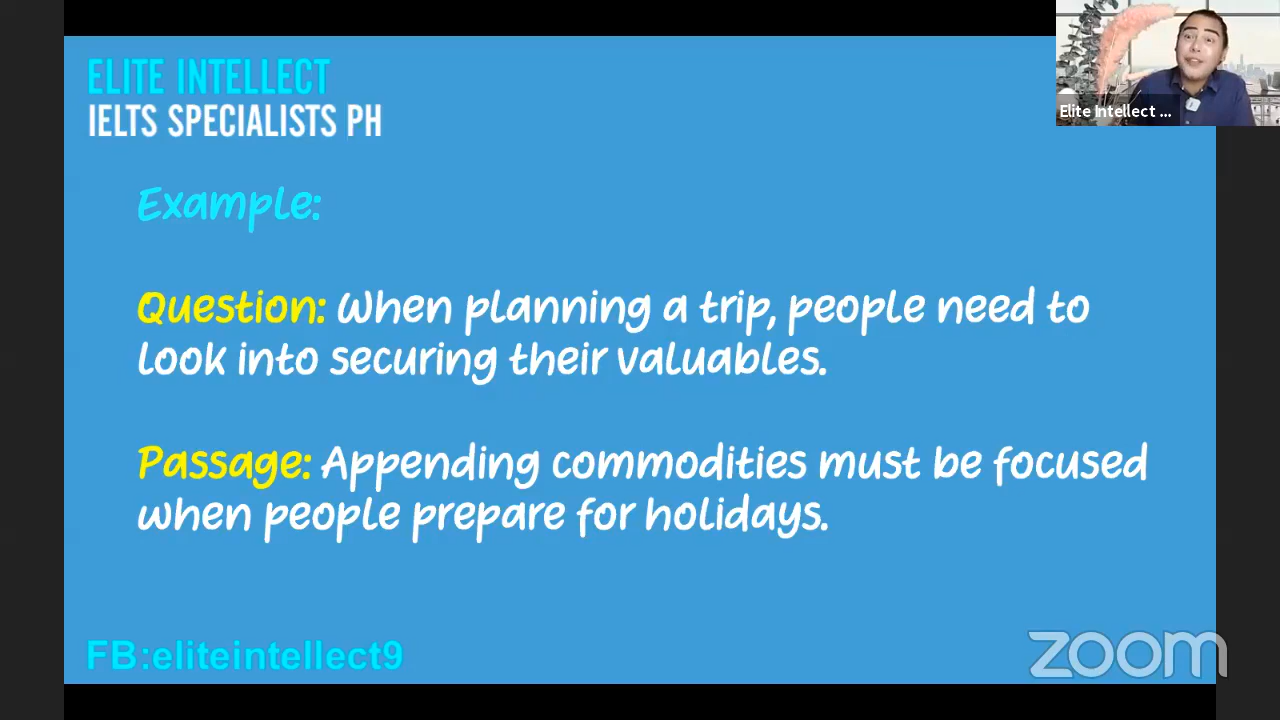 ELITE INTELLECT
IELTS SPECIALISTS PH
Elite Intellect ...
Example:
Question: When planning a trip, people need to
look into securing their valuables.
Passage: Appending commodities must be focused
when people prepare for holidays.
FB:eliteintellect9
zoom